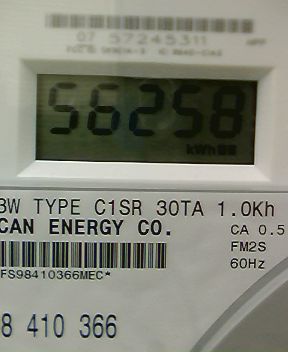 07 57245311
56258
kWh
3W TYPE C1SR 30TA 1.0Kh
CAN ENERGY CO.
CA 0.5
FM2S
60Hz
FS98410366MEC*
8 410 366